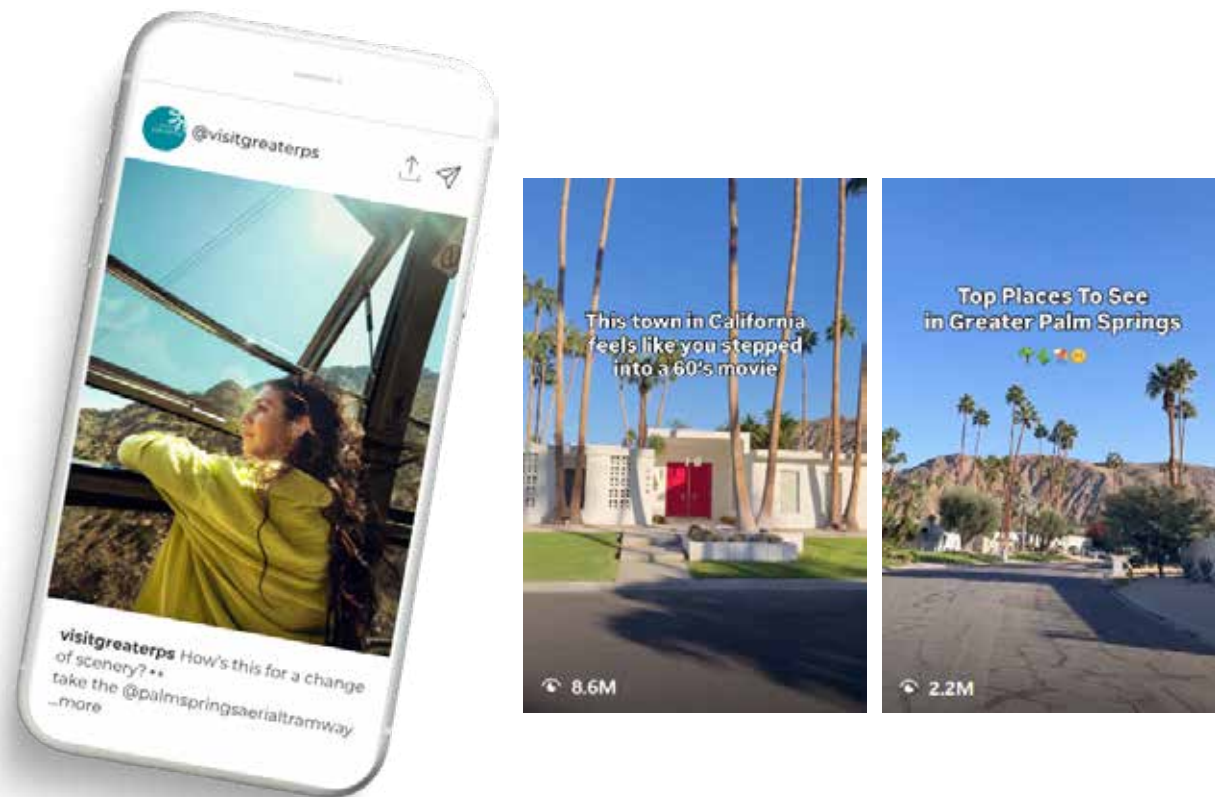 @visitgreaterps
visitgreaterps How's this for a change
of scenery? ••
take the @palmspringsaerialtramway
...more
This town in California
feels like you stepped
into a 60's movie
8.6M
Top Places To See
in Greater Palm Springs
2.2M